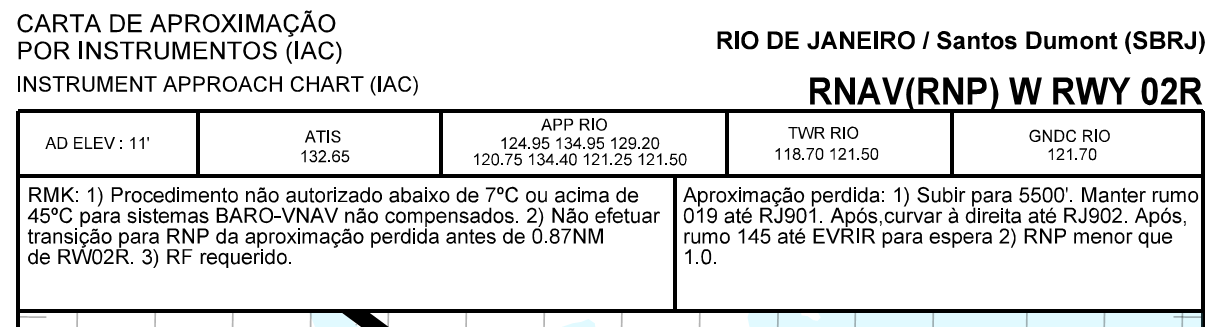 CARTA DE APROXIMAÇÃO
POR INSTRUMENTOS (IAC)
INSTRUMENT APPROACH CHART (IAC)
RIO DE JANEIRO / Santos Dumont (SBRJ)
RNAV(RNP) W RWY 02R
AD ELEV : 11'
ATIS
132.65
APP RIO
124.95 134.95 129.20
120.75 134.40 121.25 121.50
TWR RIO
118.70 121.50
GNDC RIO
121.70
RMK: 1) Procedimento não autorizado abaixo de 7ºC ou acima de
45ºC para sistemas BARO-VNAV não compensados. 2) Não efetuar
transição para RNP da aproximação perdida antes de 0.87NM
de RW02R. 3) RF requerido.
Aproximação perdida: 1) Subir para 5500'. Manter rumo
019 até RJ901. Após,curvar à direita até RJ902. Após,
rumo 145 até EVRIR para espera 2) RNP menor que
1.0.